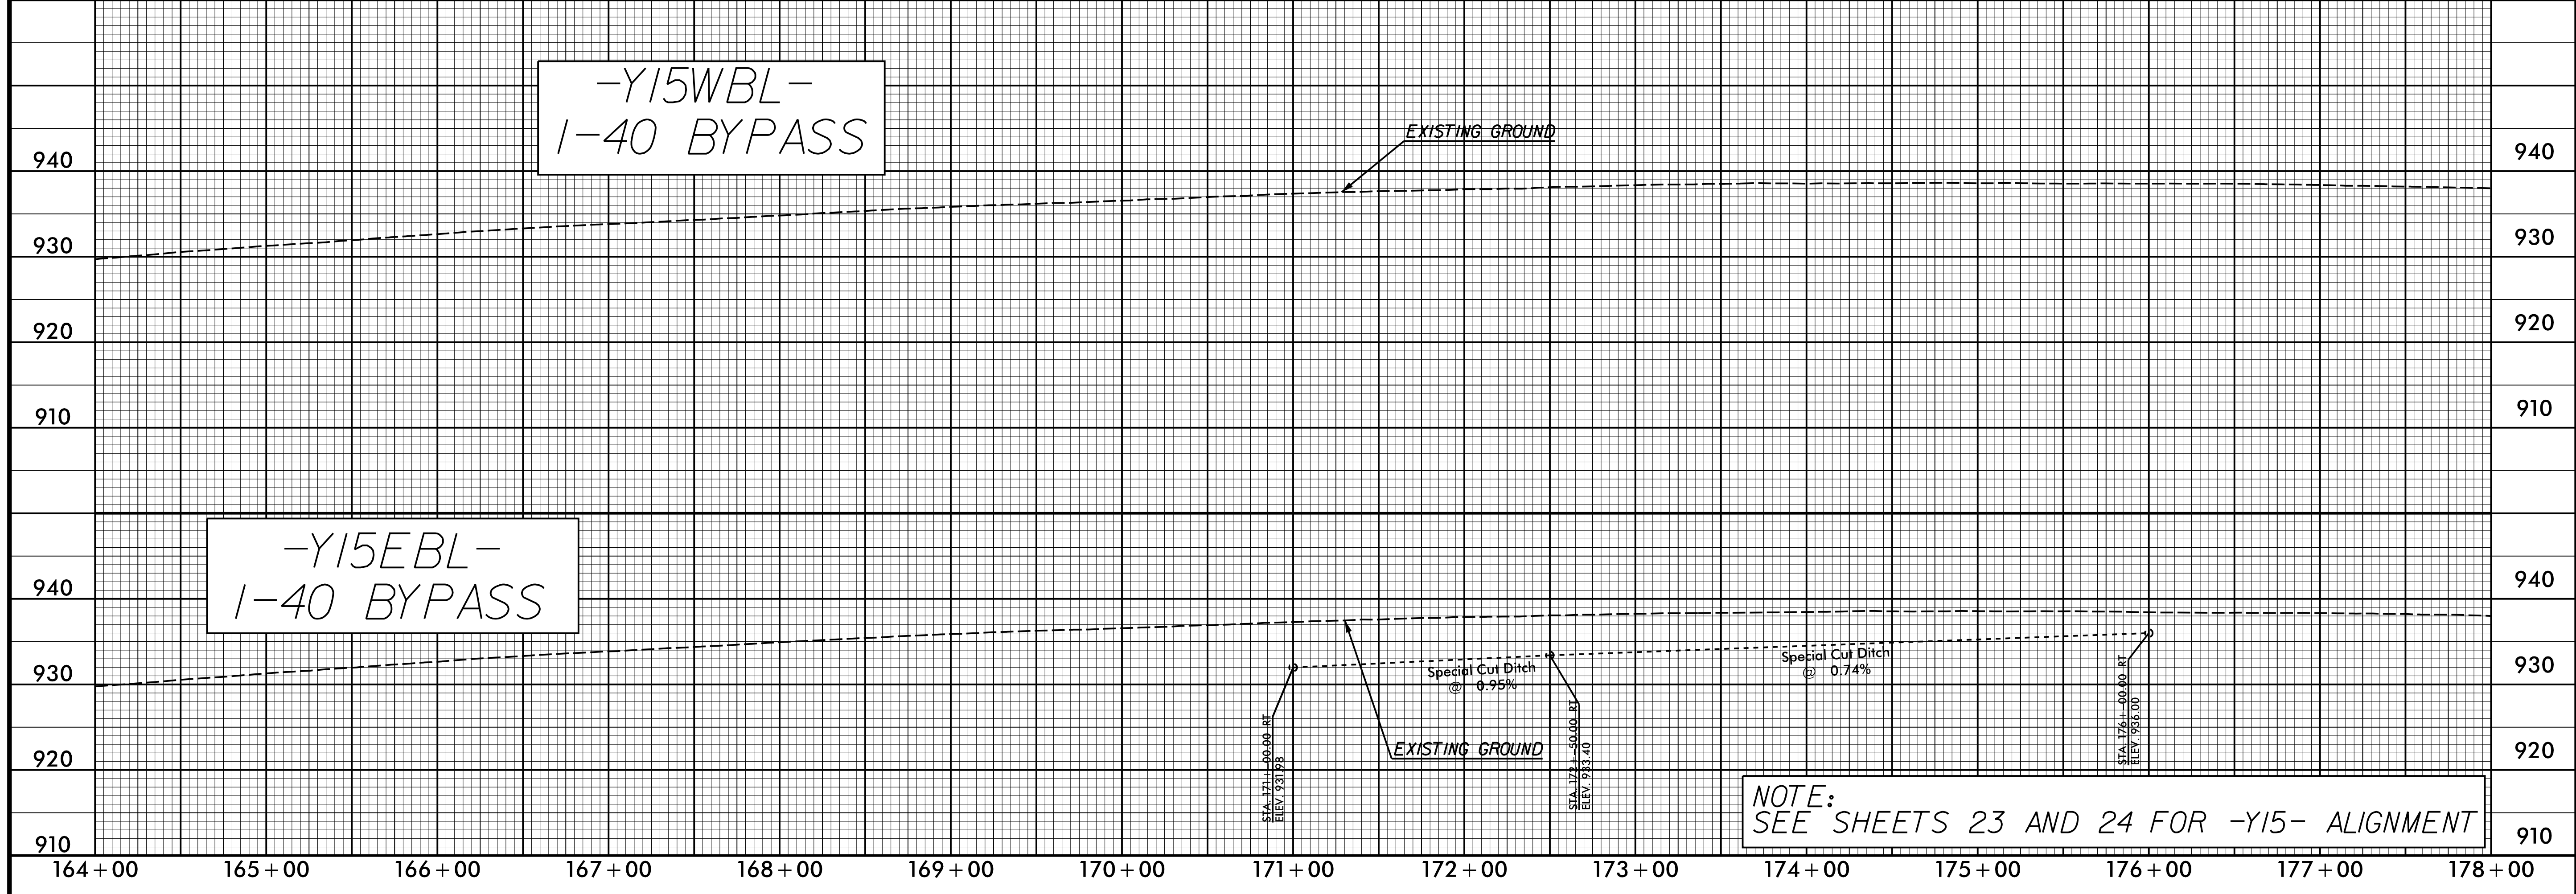 -Y15WBL-
I-40 BYPASS
EXISTING GROUND
940
940
930
930
920
920
910
910
-Y15EBL-
I-40 BYPASS
940
940
930
930
920
920
910
910
Special Cut Ditch
@ 0.95%
Special Cut Ditch
@ 0.74%
STA. 171+00.00 RT
ELEV. 931.98
EXISTING GROUND
STA. 172+50.00 RT
ELEV. 933.40
STA. 176+00.00 RT
ELEV. 936.00
NOTE:
SEE SHEETS 23 AND 24 FOR -Y15- ALIGNMENT
164+00 165+00 166+00 167+00 168+00 169+00 170+00 171+00 172+00 173+00 174+00 175+00 176+00 177+00 178+00